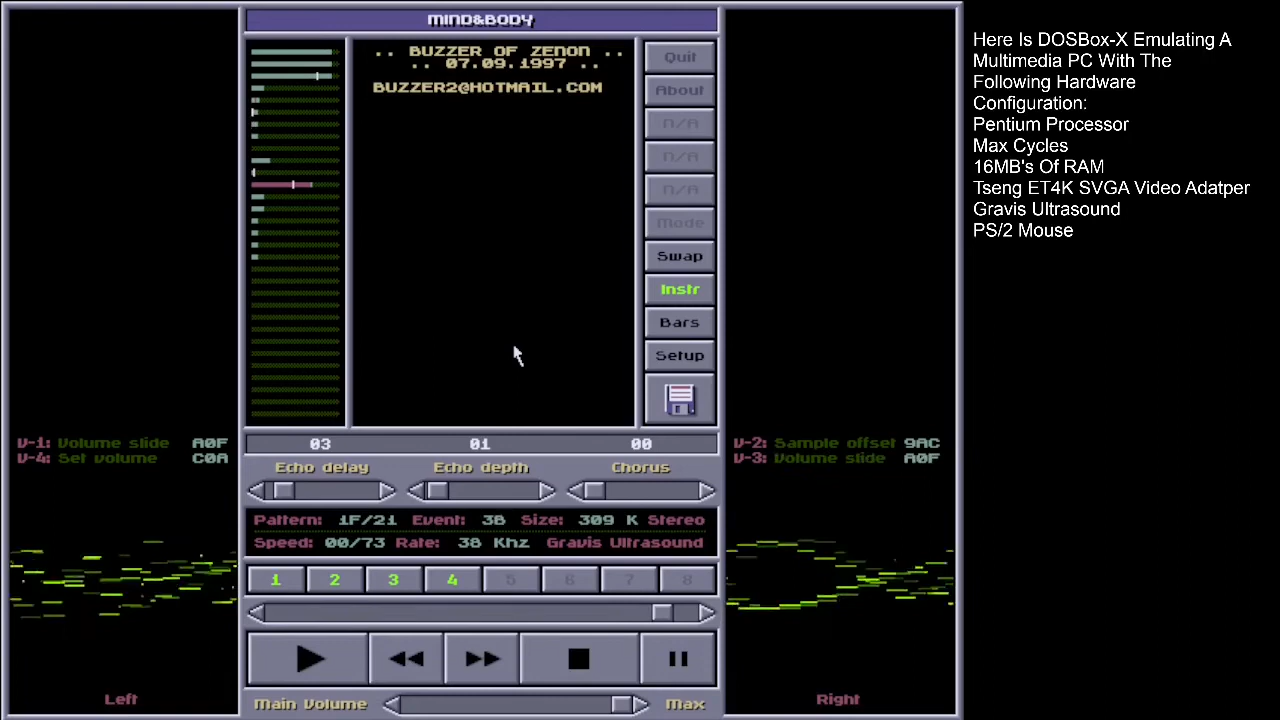 MIND&BODY
.. BUZZER OF ZENON ..
.. 07.09.1997 ..
BUZZER2@HOTMAIL.COM
Quit
About
N/A
N/A
N/A
Mode
Swap
Instr
Bars
Setup
V-1: Volume slide A0F
V-4: Set volume C0A
V-2: Sample offset 9AC
V-3: Volume slide A0F
03 01 00
Echo delay Echo depth Chorus
Pattern: 1F/21 Event: 38 Size: 309 K Stereo
Speed: 00/73 Rate: 38 Khz Gravis Ultrasound
1 2 3 4 5 6 7 8
Left
Main Volume Max
Right
Here Is DOSBox-X Emulating A
Multimedia PC With The
Following Hardware
Configuration:
Pentium Processor
Max Cycles
16MB's Of RAM
Tseng ET4K SVGA Video Adatper
Gravis Ultrasound
PS/2 Mouse